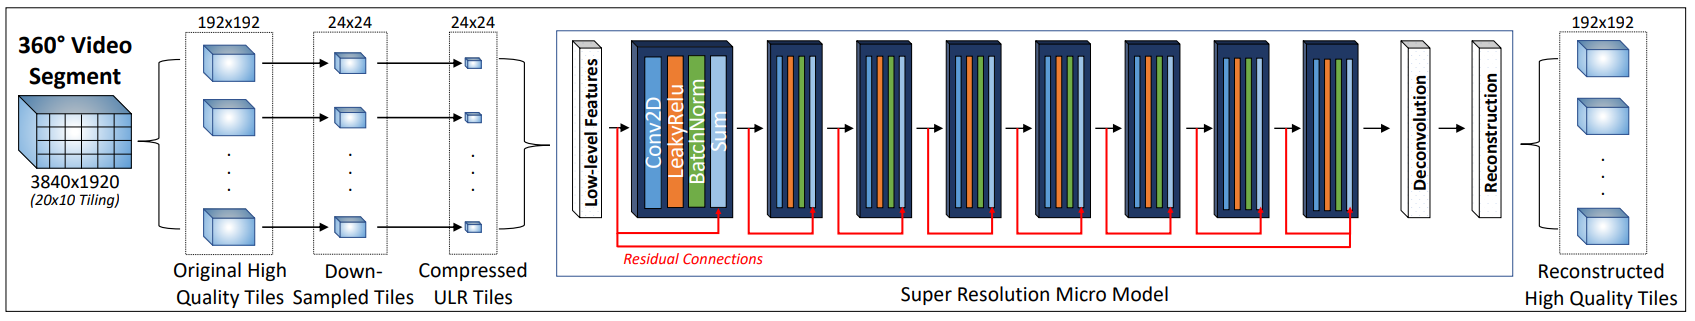 360° Video
Segment
3840x1920
(20x10 Tiling)
192x192
Original High
Quality Tiles
24x24
Down-
Sampled Tiles
24x24
Compressed
ULR Tiles
Low-level Features
Conv2D
LeakyRelu
BatchNorm
Sum
Residual Connections
Deconvolution
Reconstruction
Super Resolution Micro Model
192x192
Reconstructed
High Quality Tiles